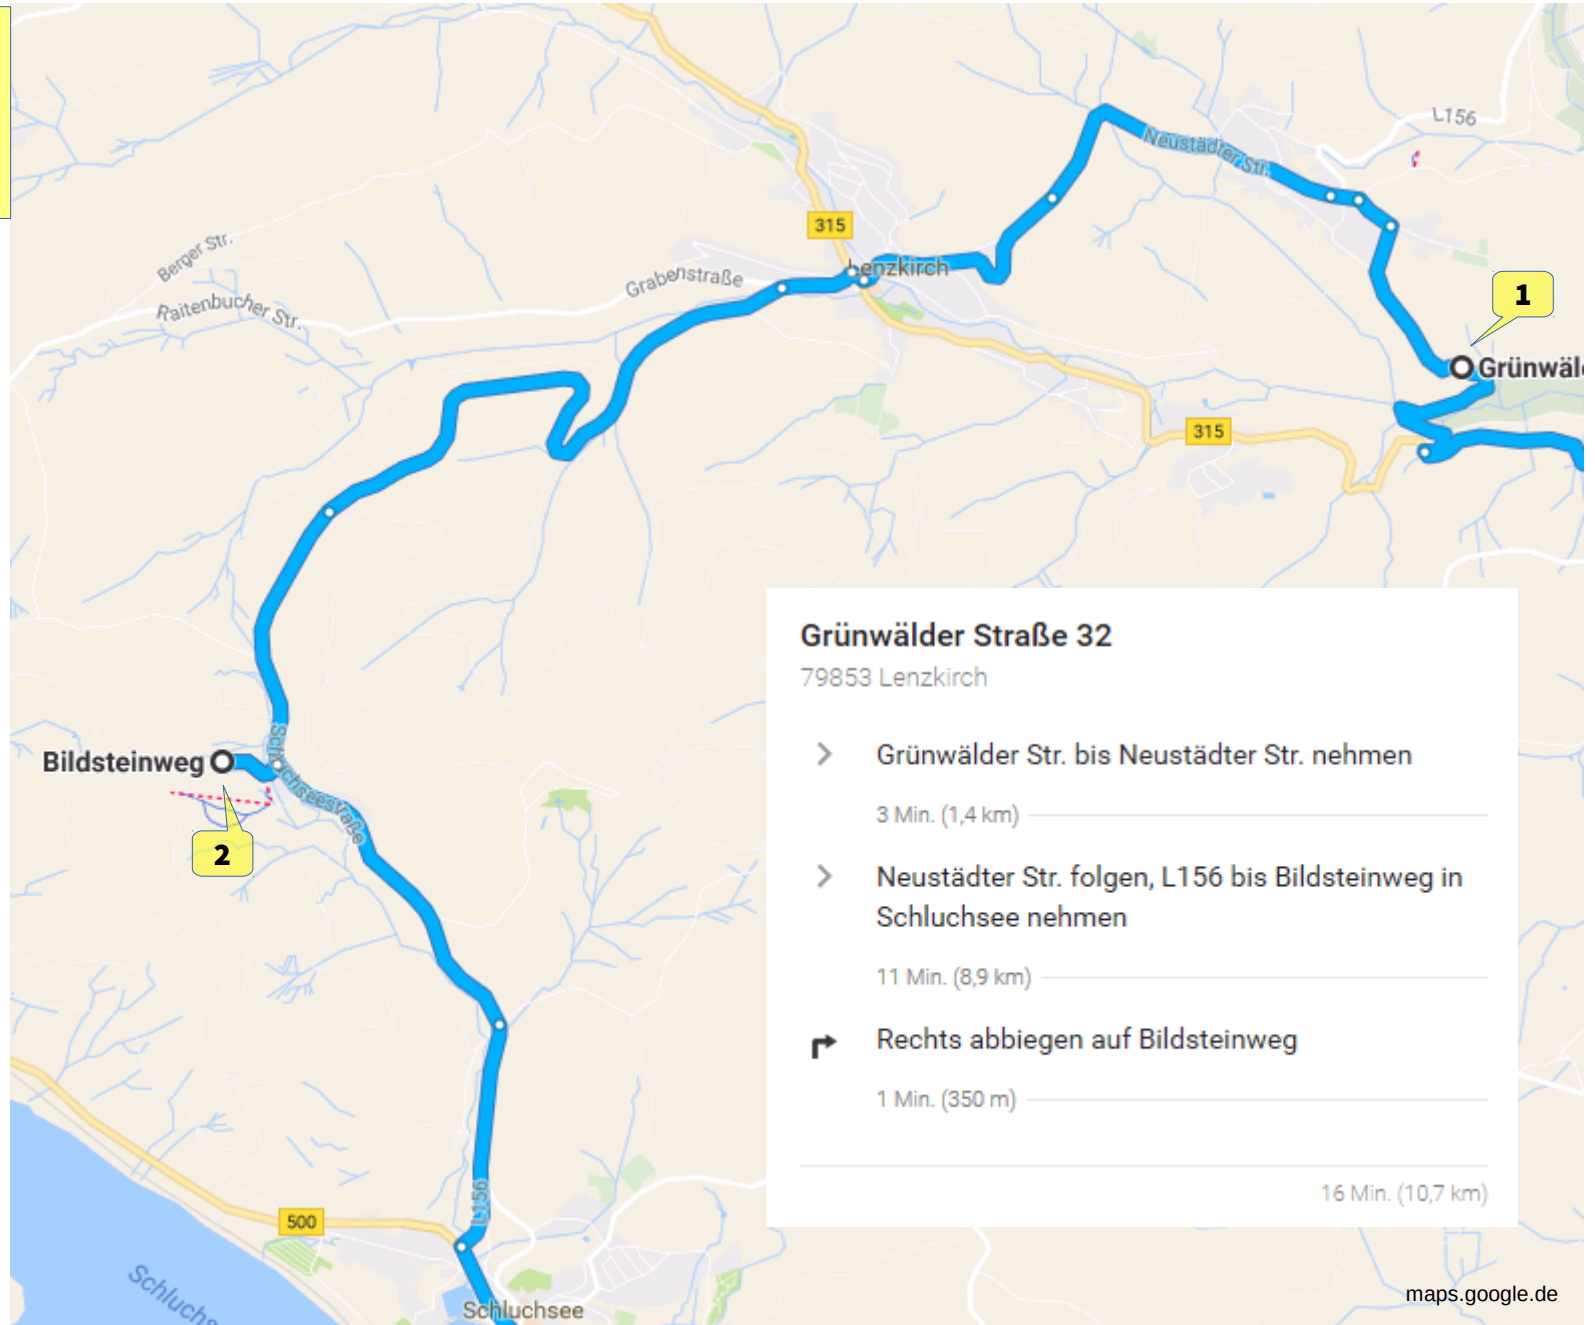 L156
Neustädter Str.
315
Berger Str.
Lenzkirch
Grabenstraße
Raitenbucher Str.
1
Grünwäl
315
Grünwälder Straße 32
79853 Lenzkirch
Grünwälder Str. bis Neustädter Str. nehmen
3 Min. (1,4 km)
Neustädter Str. folgen, L156 bis Bildsteinweg in
Schluchsee nehmen
11 Min. (8,9 km)
Rechts abbiegen auf Bildsteinweg
1 Min. (350 m)
16 Min. (10,7 km)
Bildsteinweg
Schluchseestraße
2
L156
500
Schluchs
Schluchsee
maps.google.de